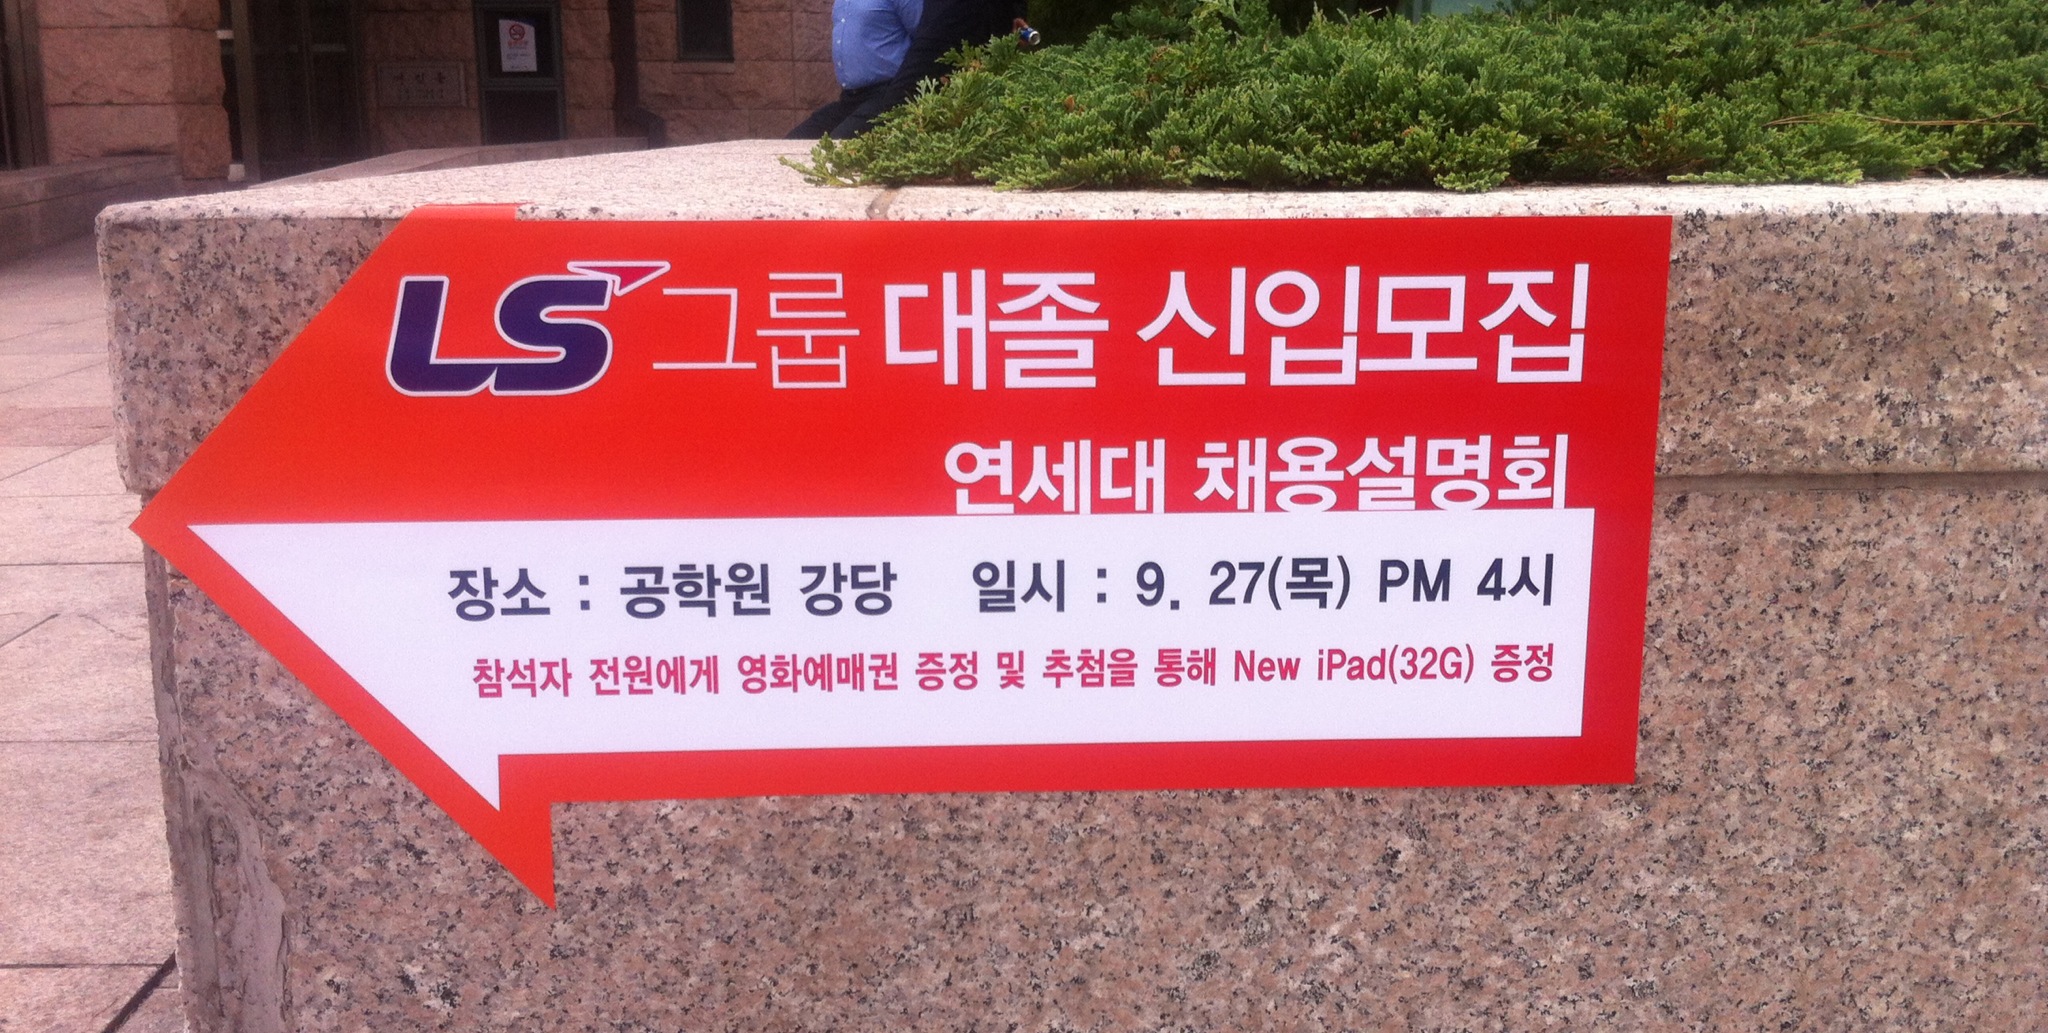 LS그룹 대졸 신입모집
연세대 채용설명회
장소 : 공학원 강당 일시 : 9. 27(목) PM 4시
참석자 전원에게 영화예매권 증정 및 추첨을 통해 New iPad(32G) 증정